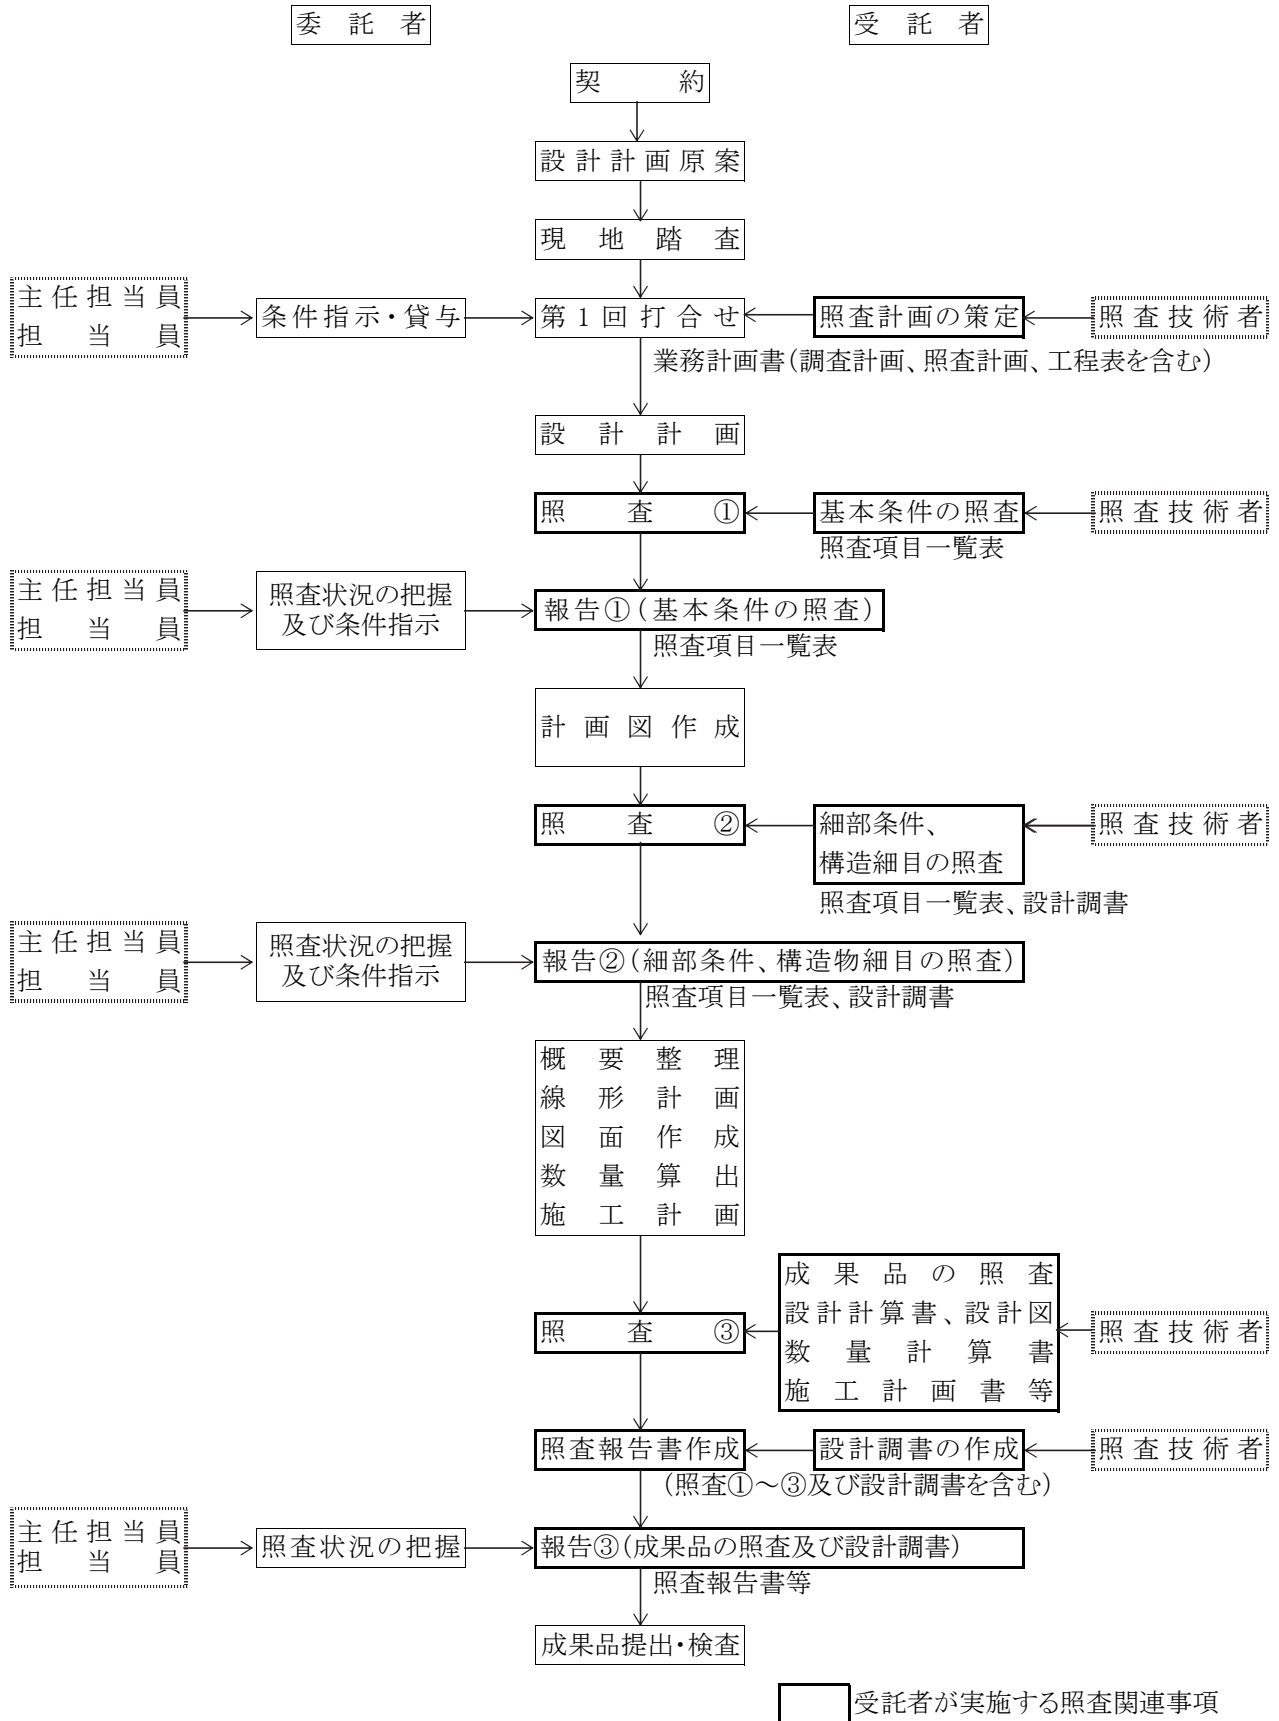 委託者
受託者
契約
設計計画原案
現地踏査
主任担当員
担当員
条件指示・貸与
第1回打合せ
照査計画の策定
照査技術者
業務計画書(調査計画、照査計画、工程表を含む)
設計計画
照査①
基本条件の照査
照査技術者
照査項目一覧表
主任担当員
担当員
照査状況の把握
及び条件指示
報告①(基本条件の照査)
照査項目一覧表
計画図作成
照査②
細部条件、
構造細目の照査
照査技術者
照査項目一覧表、設計調書
主任担当員
担当員
照査状況の把握
及び条件指示
報告②(細部条件、構造物細目の照査)
照査項目一覧表、設計調書
概要整理
線形計画
図面作成
数量算出
施工計画
成果品の照査
設計計算書、設計図
数量計算書
施工計画書等
照査③
照査技術者
照査報告書作成
設計調書の作成
照査技術者
(照査①～③及び設計調書を含む)
主任担当員
担当員
照査状況の把握
報告③(成果品の照査及び設計調書)
照査報告書等
成果品提出・検査
受託者が実施する照査関連事項